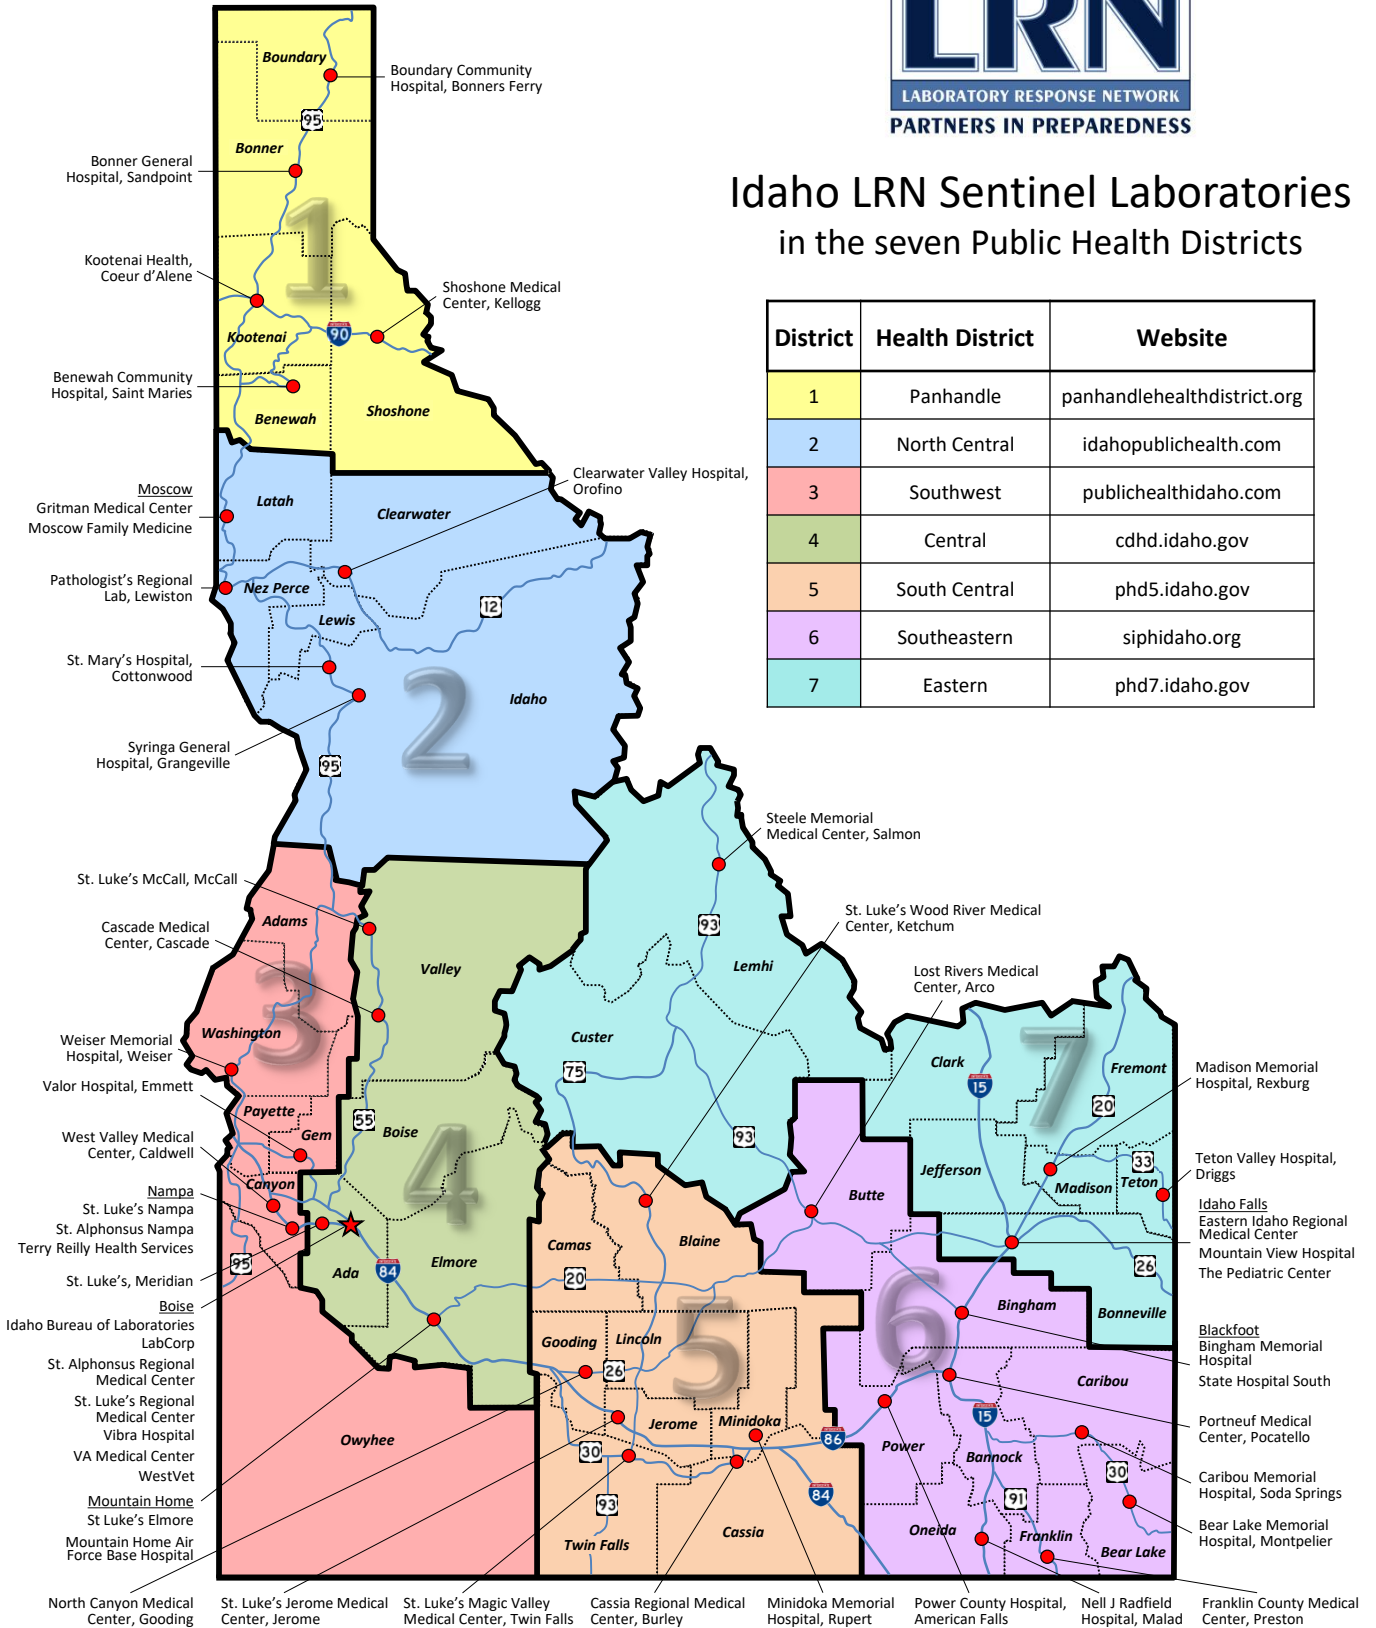 LRN
LABORATORY RESPONSE NETWORK
PARTNERS IN PREPAREDNESS
Idaho LRN Sentinel Laboratories
in the seven Public Health Districts
District Health District Website
1 Panhandle panhandlehealthdistrict.org
2 North Central idahopublichealth.com
3 Southwest publichealthidaho.com
4 Central cdhd.idaho.gov
5 South Central phd5.idaho.gov
6 Southeastern siphidaho.org
7 Eastern phd7.idaho.gov
Boundary
Boundary Community
Hospital, Bonners Ferry
95
Bonner
Bonner General
Hospital, Sandpoint
1
Kootenai Health,
Coeur d'Alene
Shoshone Medical
Center, Kellogg
Kootenai
90
Benewah Community
Hospital, Saint Maries
Benewah
Shoshone
Clearwater Valley Hospital,
Orofino
Moscow
Gritman Medical Center
Moscow Family Medicine
Latah
Clearwater
Pathologist's Regional
Lab, Lewiston
Nez Perce
Lewis
12
St. Mary's Hospital,
Cottonwood
2
Idaho
Syringa General
Hospital, Grangeville
95
Steele Memorial
Medical Center, Salmon
St. Luke's McCall, McCall
Cascade Medical
Center, Cascade
Adams
Valley
93
Lemhi
St. Luke's Wood River Medical
Center, Ketchum
Lost Rivers Medical
Center, Arco
3
Washington
Custer
75
93
Weiser Memorial
Hospital, Weiser
Valor Hospital, Emmett
West Valley Medical
Center, Caldwell
Payette
Gem
55
Boise
4
Clark
15
7
Fremont
20
Madison Memorial
Hospital, Rexburg
Jefferson
Madison
33
Teton
Teton Valley Hospital,
Driggs
Nampa
St. Luke's Nampa
St. Alphonsus Nampa
Terry Reilly Health Services
St. Luke's, Meridian
Canyon
95
Ada
84
Elmore
Camas
20
Blaine
Butte
Idaho Falls
Eastern Idaho Regional
Medical Center
Mountain View Hospital
The Pediatric Center
26
Bonneville
Boise
Idaho Bureau of Laboratories
LabCorp
St. Alphonsus Regional
Medical Center
St. Luke's Regional
Medical Center
Vibra Hospital
VA Medical Center
WestVet
Mountain Home
St Luke's Elmore
Mountain Home Air
Force Base Hospital
Gooding
Lincoln
26
5
6
Bingham
Blackfoot
Bingham Memorial
Hospital
State Hospital South
Caribou
Portneuf Medical
Center, Pocatello
Caribou Memorial
Hospital, Soda Springs
Bear Lake Memorial
Hospital, Montpelier
Owyhee
30
Jerome
Minidoka
86
Power
15
Bannock
30
93
84
91
Twin Falls
Cassia
Oneida
Franklin
Bear Lake
North Canyon Medical
Center, Gooding
St. Luke's Jerome Medical
Center, Jerome
St. Luke's Magic Valley
Medical Center, Twin Falls
Cassia Regional Medical
Center, Burley
Minidoka Memorial
Hospital, Rupert
Power County Hospital,
American Falls
Nell J Radfield
Hospital, Malad
Franklin County Medical
Center, Preston